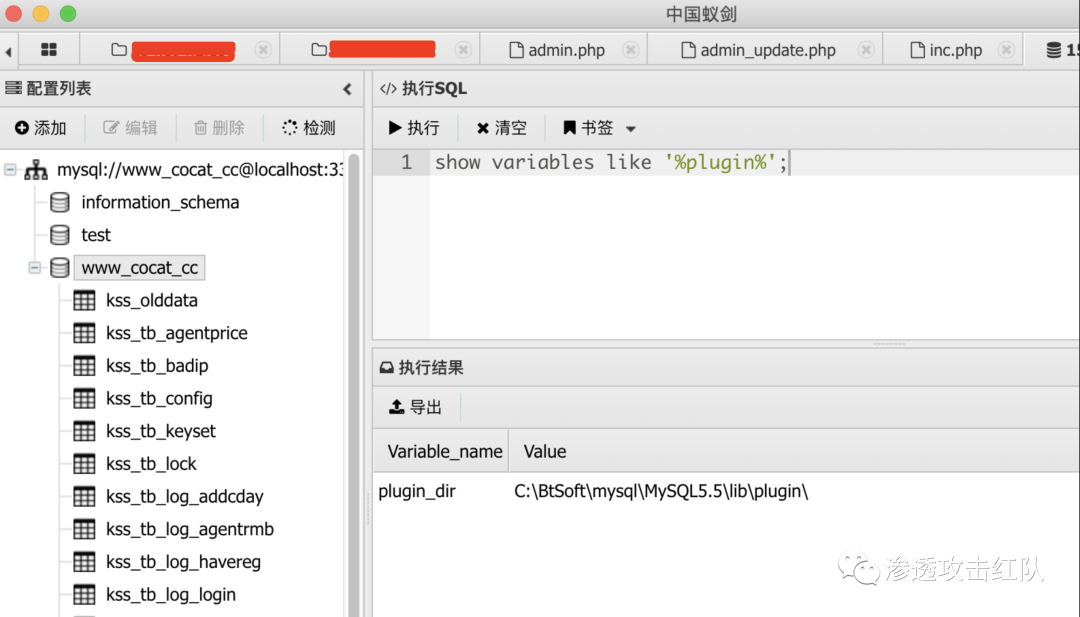 中国蚁剑
admin.php
admin_update.php
inc.php
配置列表
添加 编辑 删除 检测
mysql://www_cocat_cc@localhost:33
information_schema
test
www_cocat_cc
kss_olddata
kss_tb_agentprice
kss_tb_badip
kss_tb_config
kss_tb_keyset
kss_tb_lock
kss_tb_log_addcday
kss_tb_log_agentrmb
kss_tb_log_havereg
kss_tb_log_login
</> 执行SQL
执行 清空 书签
1 show variables like '%plugin%';
执行结果
导出
Variable_name Value
plugin_dir C:\BtSoft\mysql\MySQL5.5\lib\plugin\
渗透攻击红队